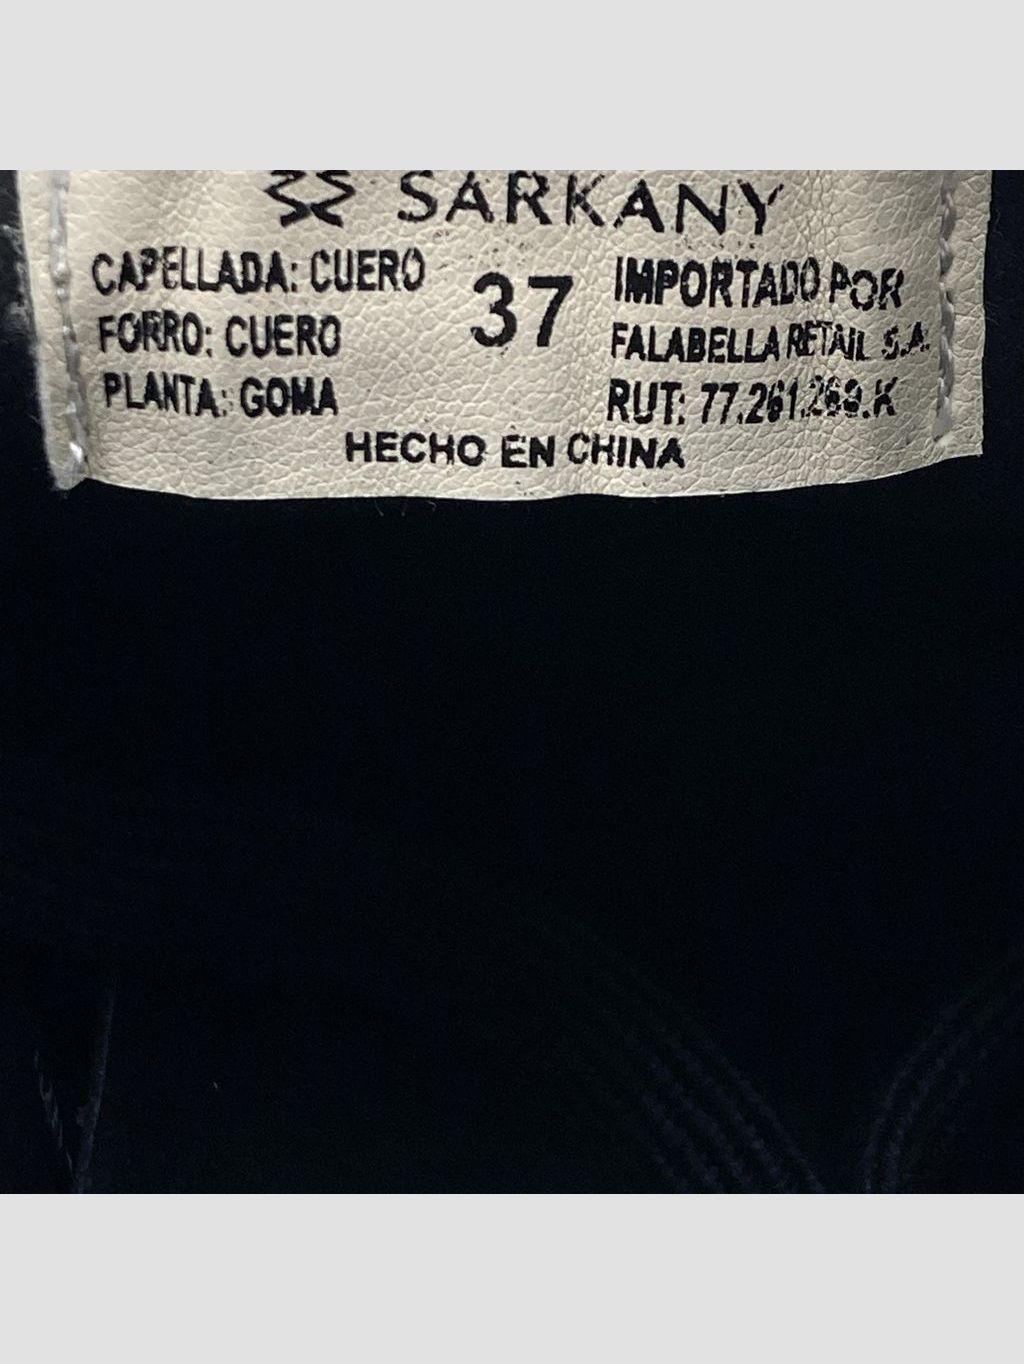 SARKANY
CAPELLADA: CUERO
FORRO: CUERO
PLANTA: GOMA
37
IMPORTADO POR
FALABELLA RETAIL S.A.
RUT: 77.261.269.K
HECHO EN CHINA